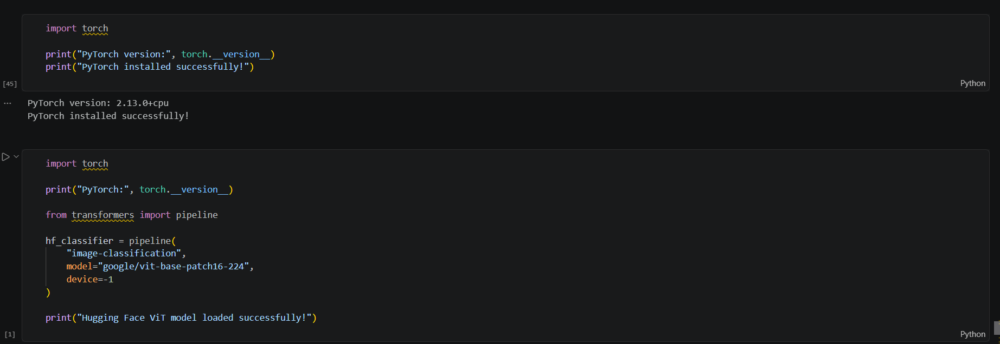 import torch
print("PyTorch version:", torch.__version__)
print("PyTorch installed successfully!")
[45]
Python
...
PyTorch version: 2.13.0+cpu
PyTorch installed successfully!
import torch
print("PyTorch:", torch.__version__)
from transformers import pipeline
hf_classifier = pipeline(
    "image-classification",
    model="google/vit-base-patch16-224",
    device=-1
)
print("Hugging Face ViT model loaded successfully!")
[1]
Python